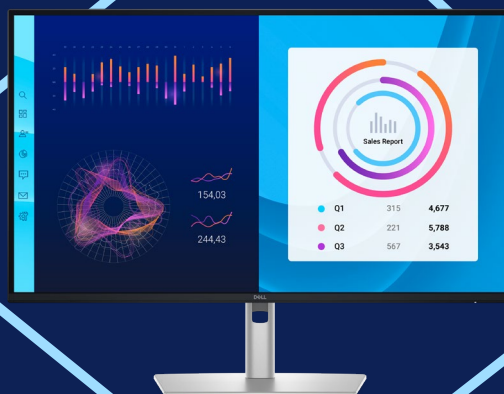 154,03
244,43
Sales Report
Q1 315 4,677
Q2 221 5,788
Q3 567 3,543
DELL